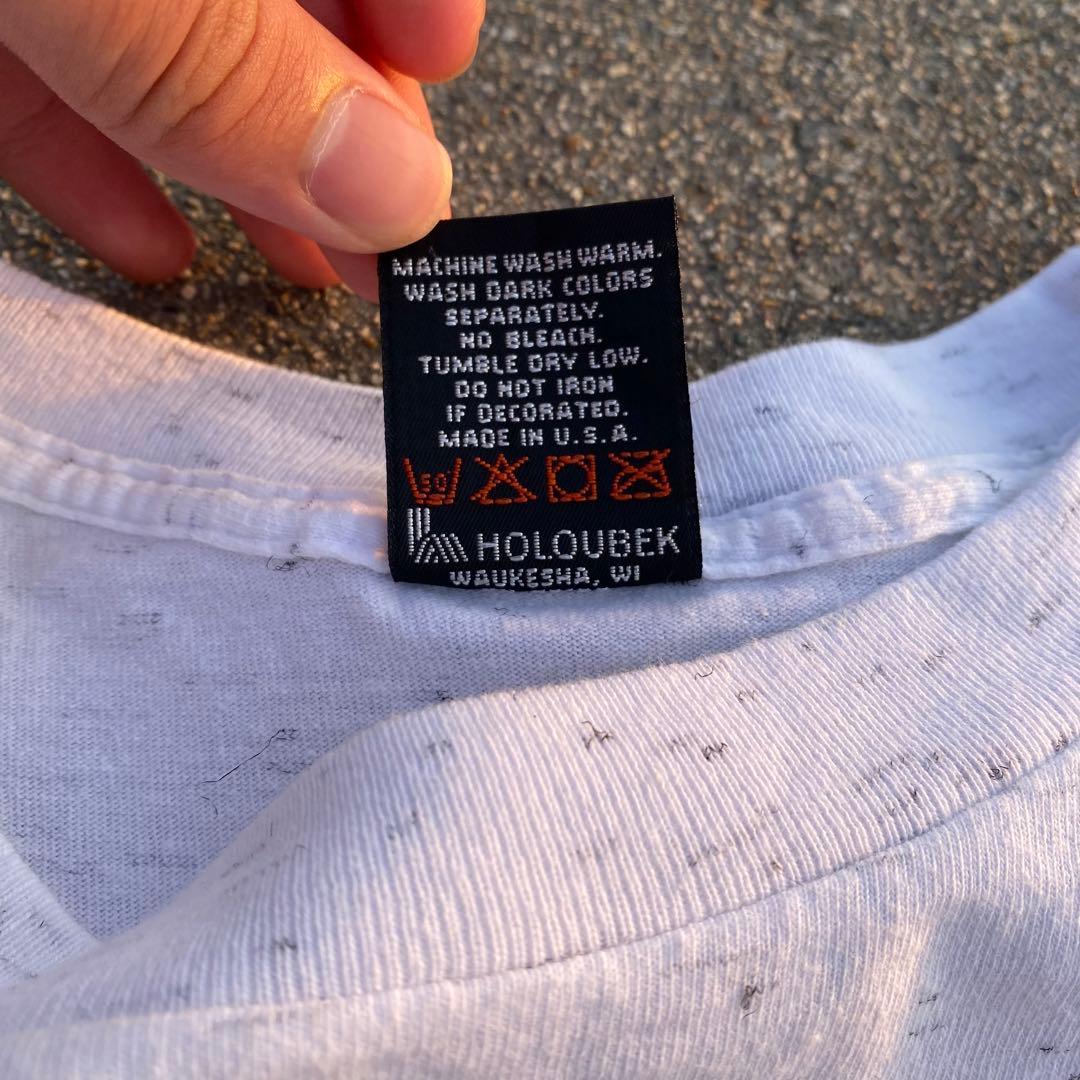 MACHINE WASH WARM.
WASH DARK COLORS
SEPARATELY.
NO BLEACH.
TUMBLE DRY LOW.
DO NOT IRON
IF DECORATED.
MADE IN U.S.A.
50
HOLOUBEK
WAUKESHA, WI